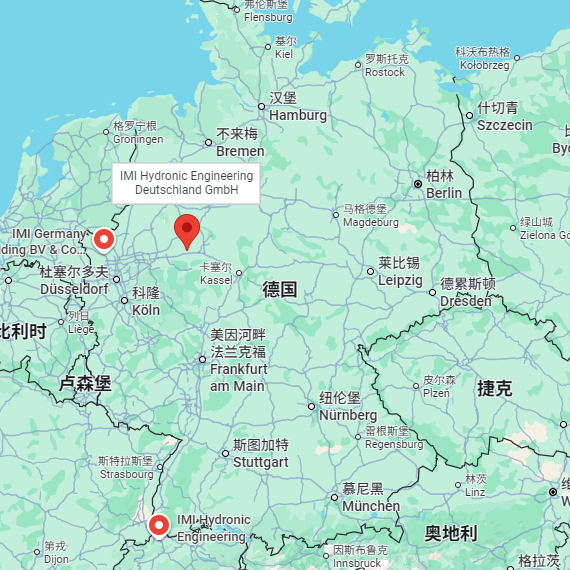 弗伦斯堡
Flensburg
基尔
Kiel
罗斯托克
Rostock
科沃布热格
Kołobrzeg
汉堡
Hamburg
什切青
Szczecin
格罗宁根
Groningen
不来梅
Bremen
Byd
IMI Hydronic Engineering
Deutschland GmbH
柏林
Berlin
马格德堡
Magdeburg
绿山城
Zielona Gó
IMI Germany
ding BV & Co...
卡塞尔
Kassel
杜塞尔多夫
Düsseldorf
科隆
Köln
德国
莱比锡
Leipzig
德累斯顿
Dresden
列日
Liège
比利时
美因河畔
法兰克福
Frankfurt
am Main
卢森堡
皮尔森
Plzeň
捷克
纽伦堡
Nürnberg
雷根斯堡
Regensburg
斯图加特
Stuttgart
斯特拉斯堡
Strasbourg
林茨
Linz
维
W
慕尼黑
München
IMI Hydronic
Engineering
奥地利
第戎
Dijon
因斯布鲁克
Innsbruck
格拉茨